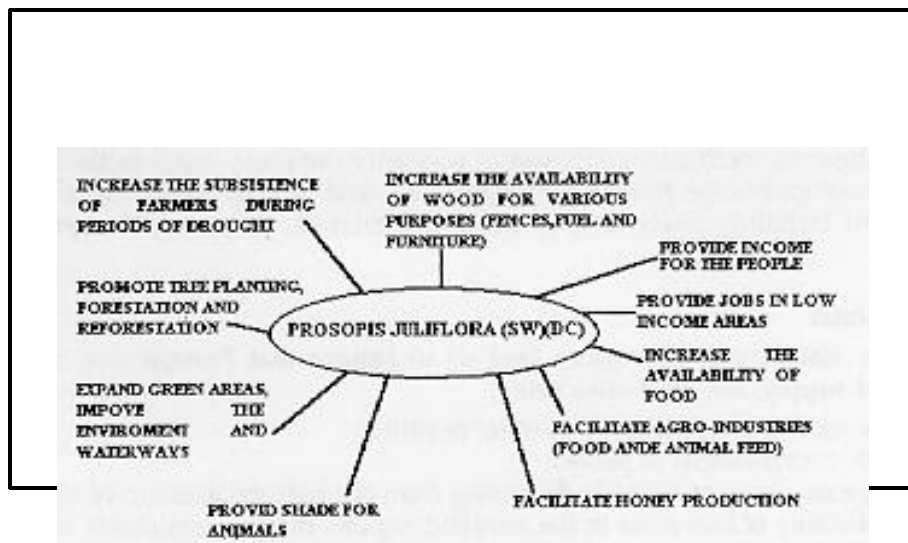 INCREASE THE SUBSISTENCE
OF FARMERS DURING
PERIODS OF DROUGHT
INCREASE THE AVAILABILITY
OF WOOD FOR VARIOUS
PURPOSES (FENCES,FUEL AND
FURNITURE)
PROVIDE INCOME
FOR THE PEOPLE
PROMOTE TREE PLANTING,
FORESTATION AND
REFORESTATION
PROSOPIS JULIFLORA (SW)(DC)
PROVIDE JOBS IN LOW
INCOME AREAS
INCREASE THE
AVAILABILITY OF
FOOD
EXPAND GREEN AREAS,
IMPOVE THE
ENVIROMENT AND
WATERWAYS
FACILITATE AGRO-INDUSTRIES
(FOOD ANDE ANIMAL FEED)
PROVID SHADE FOR
ANIMALS
FACILITATE HONEY PRODUCTION